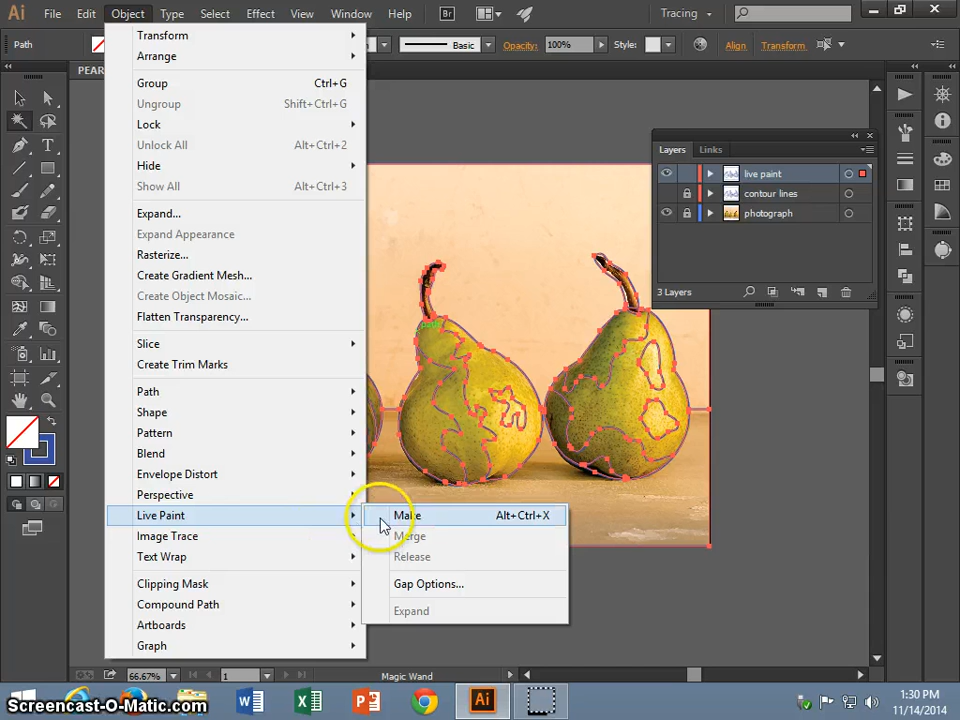 Ai File Edit Object Type Select Effect View Window Help Br Tracing
Path Basic Opacity: 100% Style: Align Transform
PEAR
Transform
Arrange
Group Ctrl+G
Ungroup Shift+Ctrl+G
Lock
Unlock All Alt+Ctrl+2
Hide
Show All Alt+Ctrl+3
Expand...
Expand Appearance
Rasterize...
Create Gradient Mesh...
Create Object Mosaic...
Flatten Transparency...
Slice
Create Trim Marks
Path
Shape
Pattern
Blend
Envelope Distort
Perspective
Live Paint
Image Trace
Text Wrap
Clipping Mask
Compound Path
Artboards
Graph
Make Alt+Ctrl+X
Merge
Release
Gap Options...
Expand
Layers Links
live paint
contour lines
photograph
3 Layers
path
66.67% 1 Magic Wand
Screencast-O-Matic.com
Ai
1:30 PM
11/14/2014